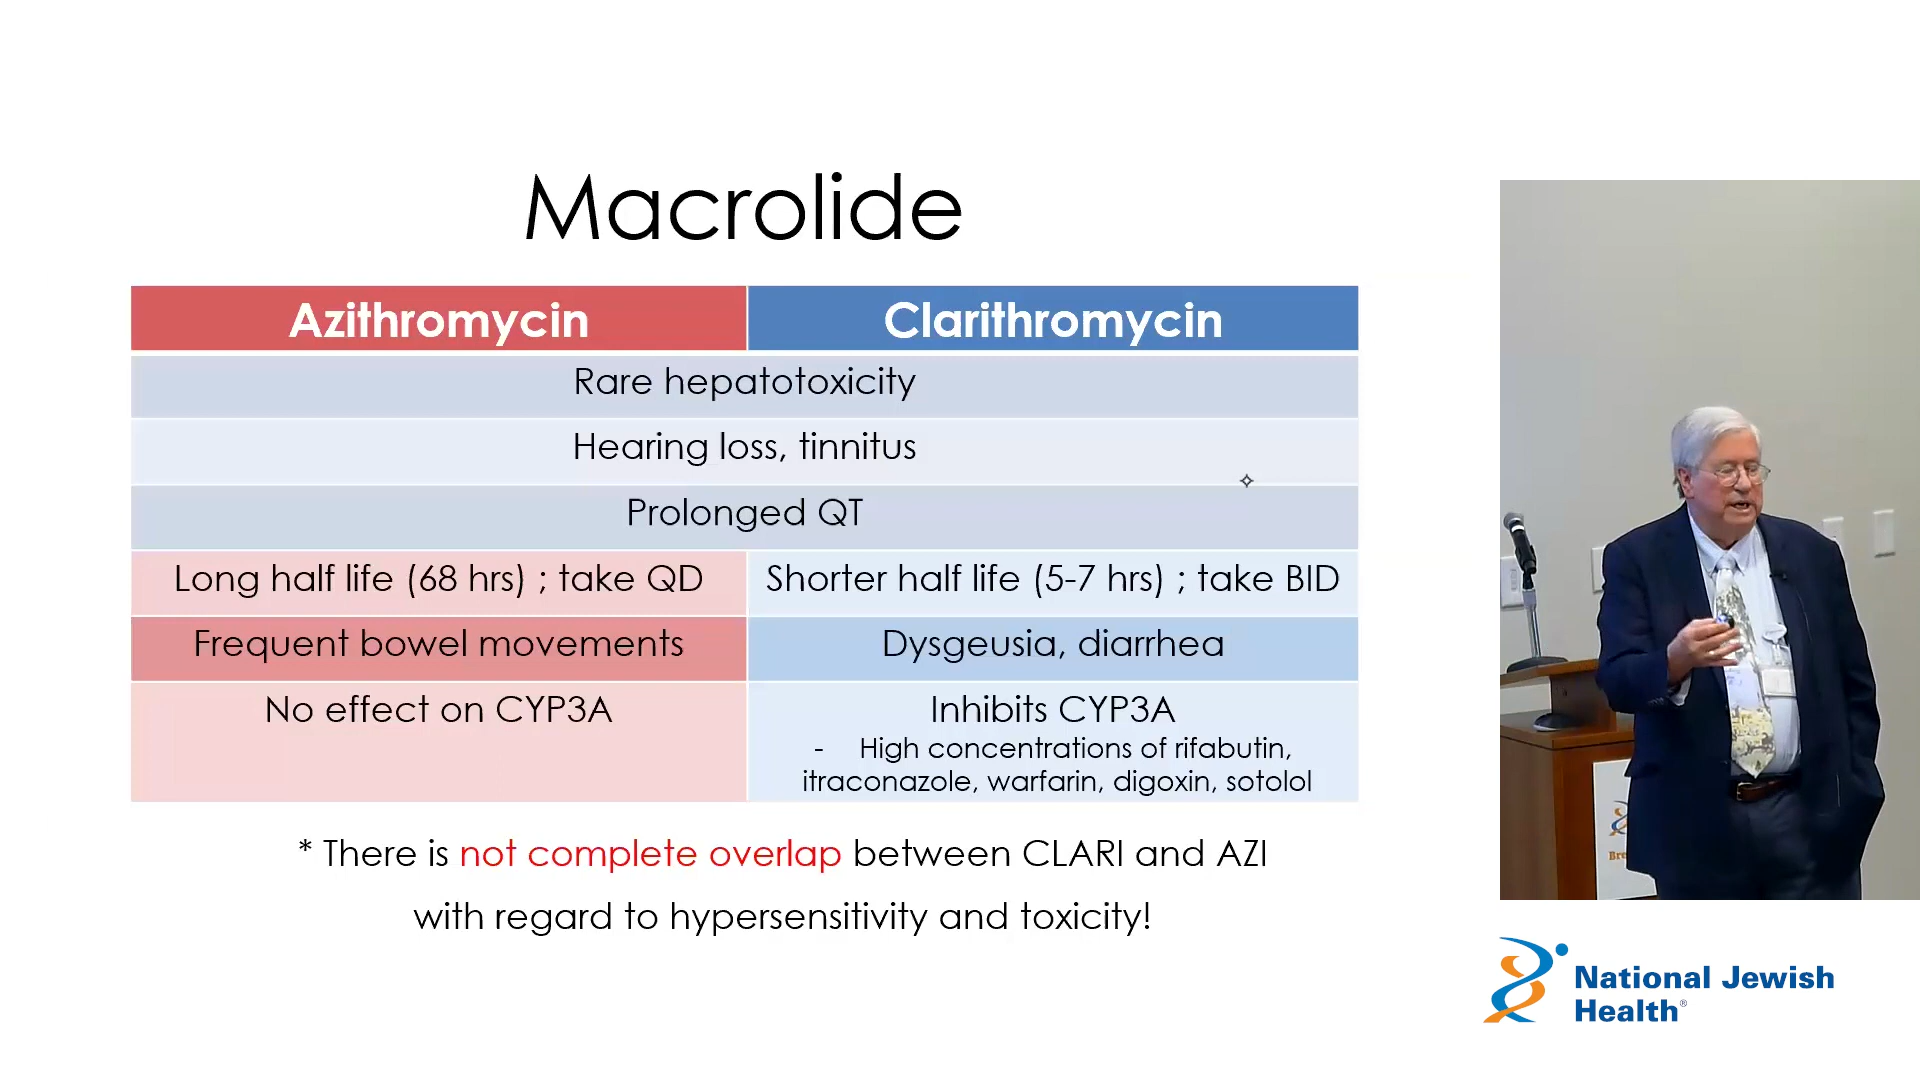 Macrolide
Azithromycin
Clarithromycin
Rare hepatotoxicity
Hearing loss, tinnitus
Prolonged QT
Long half life (68 hrs) ; take QD
Shorter half life (5-7 hrs) ; take BID
Frequent bowel movements
Dysgeusia, diarrhea
No effect on CYP3A
Inhibits CYP3A
- High concentrations of rifabutin,
itraconazole, warfarin, digoxin, sotolol
* There is not complete overlap between CLARI and AZI
with regard to hypersensitivity and toxicity!
Bre
National Jewish
Health®